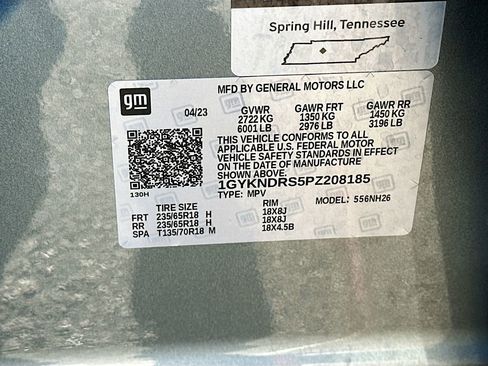 Spring Hill, Tennessee
gm
MFD BY GENERAL MOTORS LLC
04/23 GVWR GAWR FRT GAWR RR
2722 KG 1350 KG 1450 KG
6001 LB 2976 LB 3196 LB
THIS VEHICLE CONFORMS TO ALL
APPLICABLE U.S. FEDERAL MOTOR
VEHICLE SAFETY STANDARDS IN EFFECT
ON THE DATE OF MANUFACTURE
SHOWN ABOVE.
1GYKNDRS5PZ208185
130H
TYPE: MPV MODEL: 556NH26
TIRE SIZE RIM
FRT 235/65R18 H 18X8J
RR 235/65R18 H 18X8J
SPA T135/70R18 M 18X4.5B